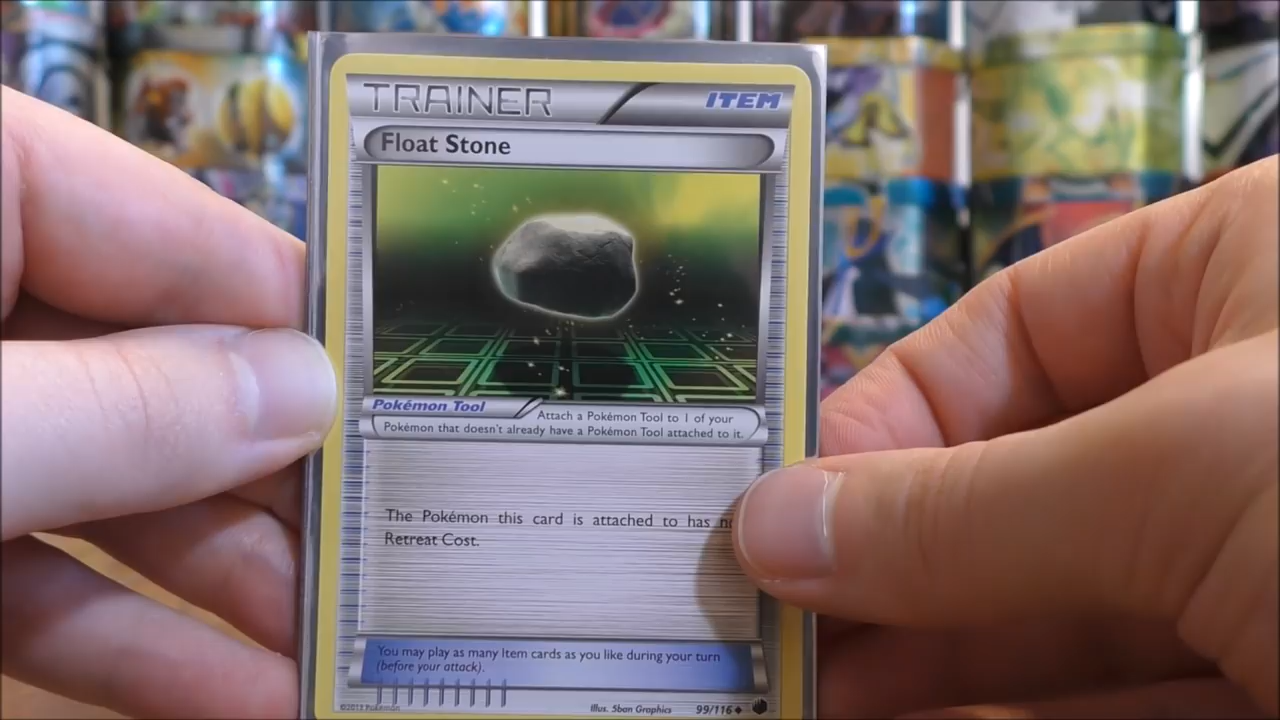 TRAINER ITEM
Float Stone
Pokémon Tool
Attach a Pokémon Tool to 1 of your
Pokémon that doesn't already have a Pokémon Tool attached to it.
The Pokémon this card is attached to has
Retreat Cost.
You may play as many Item cards as you like during your turn
(before your attack).
©2013 Pokémon Illus. 5ban Graphics 99/116